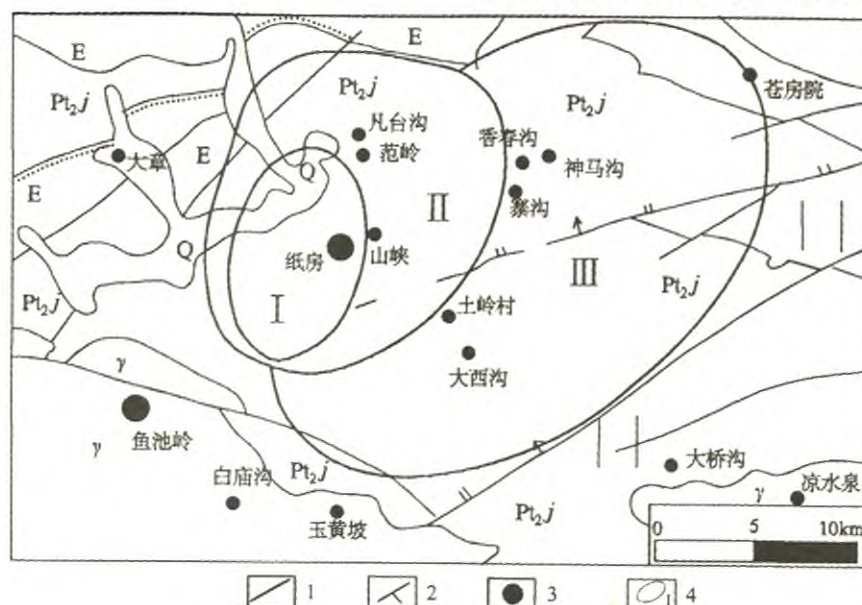 E
E
Pt₂j
Pt₂j
Pt₂j
苍房院
凡台沟
香春沟
大章
E
范岭
神马沟
Q
E
寨沟
II
Q
纸房
山峡
III
I
Pt₂j
Pt₂j
土岭村
大西沟
γ
鱼池岭
γ
大桥沟
Pt₂j
白庙沟
凉水泉
γ
玉黄坡
Pt₂j
0 5 10km
1 2 3 I 4